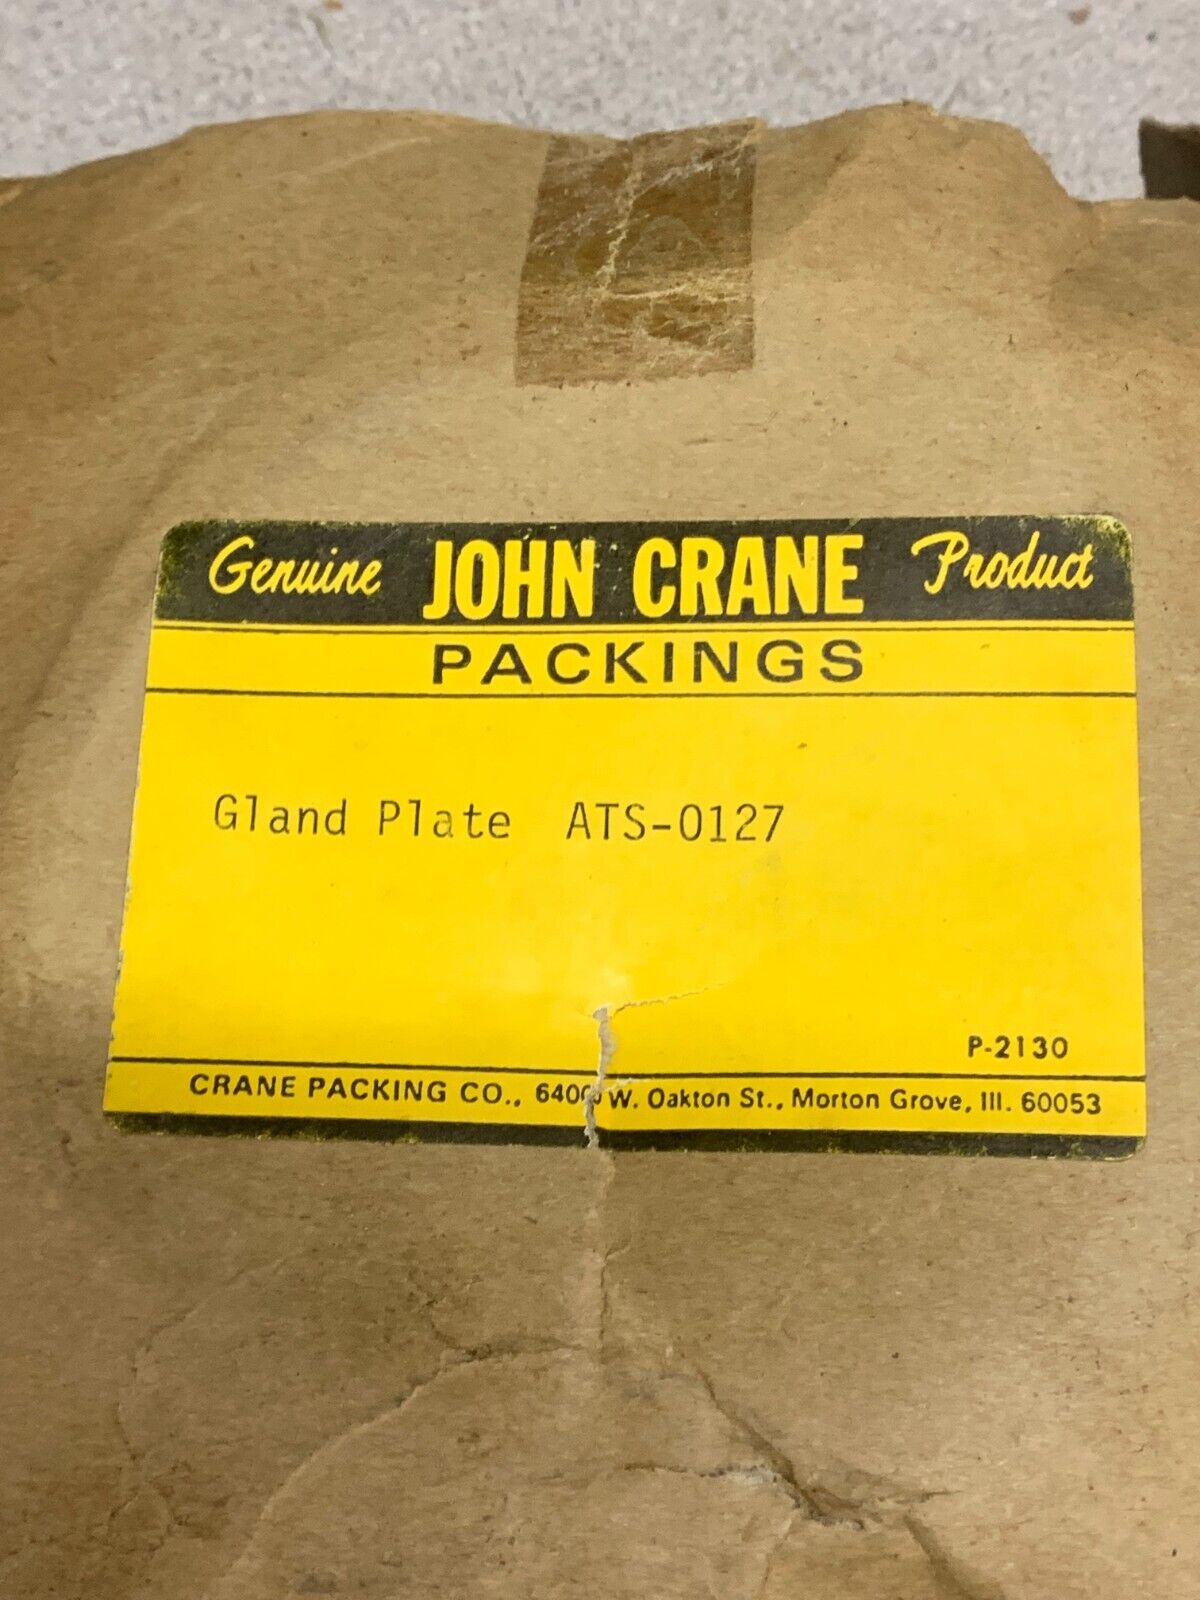 Genuine JOHN CRANE Product
PACKINGS
Gland Plate ATS-0127
P-2130
CRANE PACKING CO., 6400 W. Oakton St., Morton Grove, Ill. 60053